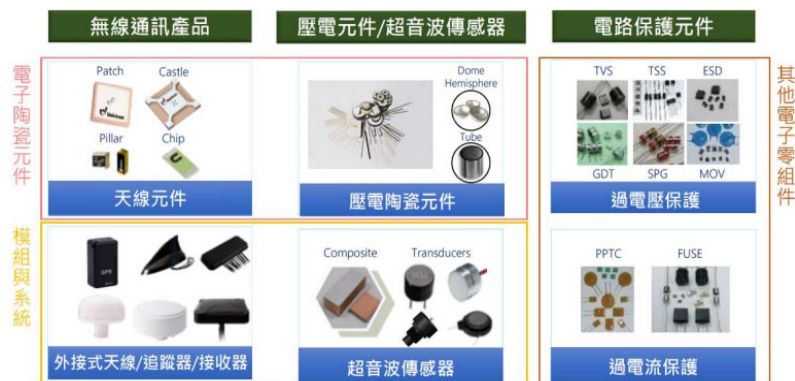 無線通訊產品
壓電元件/超音波傳感器
電路保護元件
電子陶瓷元件
Patch
Castle
Pillar
Chip
天線元件
Dome
Hemisphere
Tube
壓電陶瓷元件
TVS
TSS
ESD
GDT
SPG
MOV
過電壓保護
其他電子零組件
模組與系統
GPS
外接式天線/追蹤器/接收器
Composite
Transducers
超音波傳感器
PPTC
FUSE
過電流保護